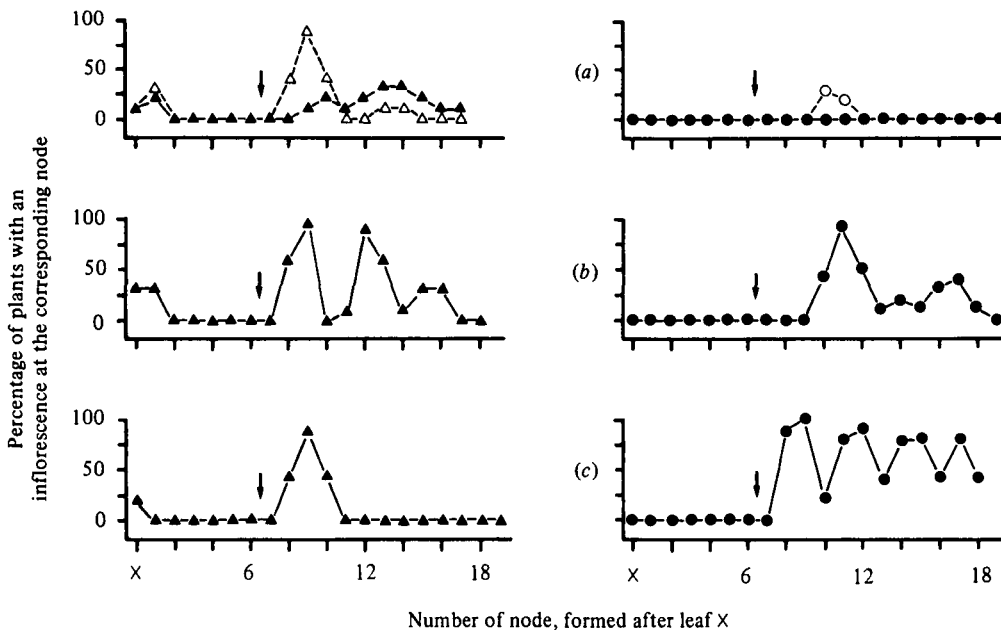 Percentage of plants with an
inflorescence at the corresponding node
100
50
0
(a)
100
50
0
(b)
100
50
0
(c)
X 6 12 18
X 6 12 18
Number of node, formed after leaf X